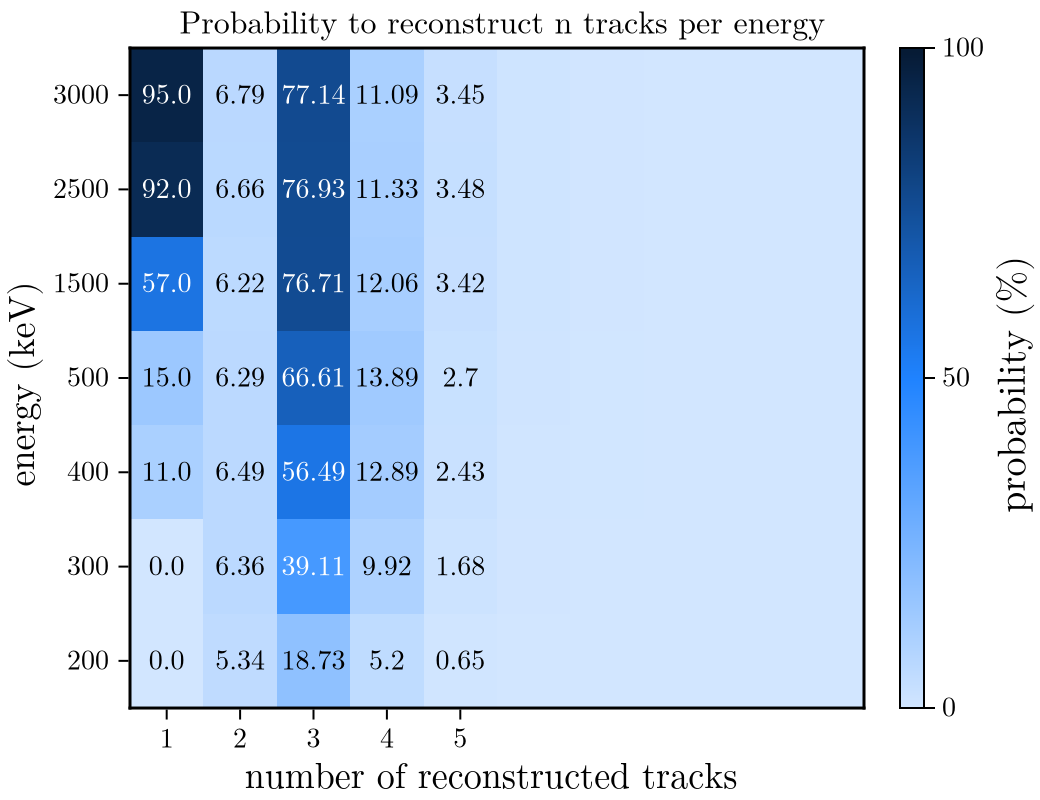 Probability to reconstruct n tracks per energy
3000 95.0 6.79 77.14 11.09 3.45
2500 92.0 6.66 76.93 11.33 3.48
1500 57.0 6.22 76.71 12.06 3.42
500 15.0 6.29 66.61 13.89 2.7
400 11.0 6.49 56.49 12.89 2.43
300 0.0 6.36 39.11 9.92 1.68
200 0.0 5.34 18.73 5.2 0.65
1 2 3 4 5
number of reconstructed tracks
energy (keV)
100
50
0
probability (%)